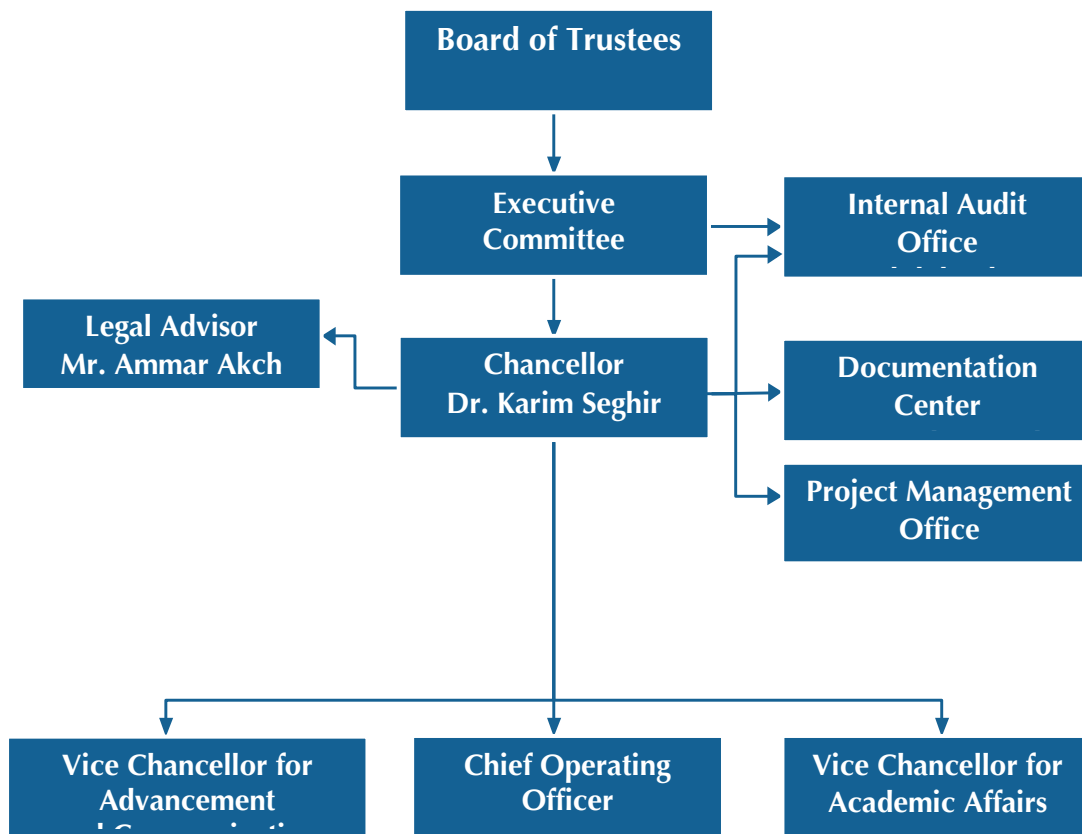 Board of Trustees
Executive
Committee
Internal Audit
Office
Legal Advisor
Mr. Ammar Akch
Chancellor
Dr. Karim Seghir
Documentation
Center
Project Management
Office
Vice Chancellor for
Advancement
Chief Operating
Officer
Vice Chancellor for
Academic Affairs